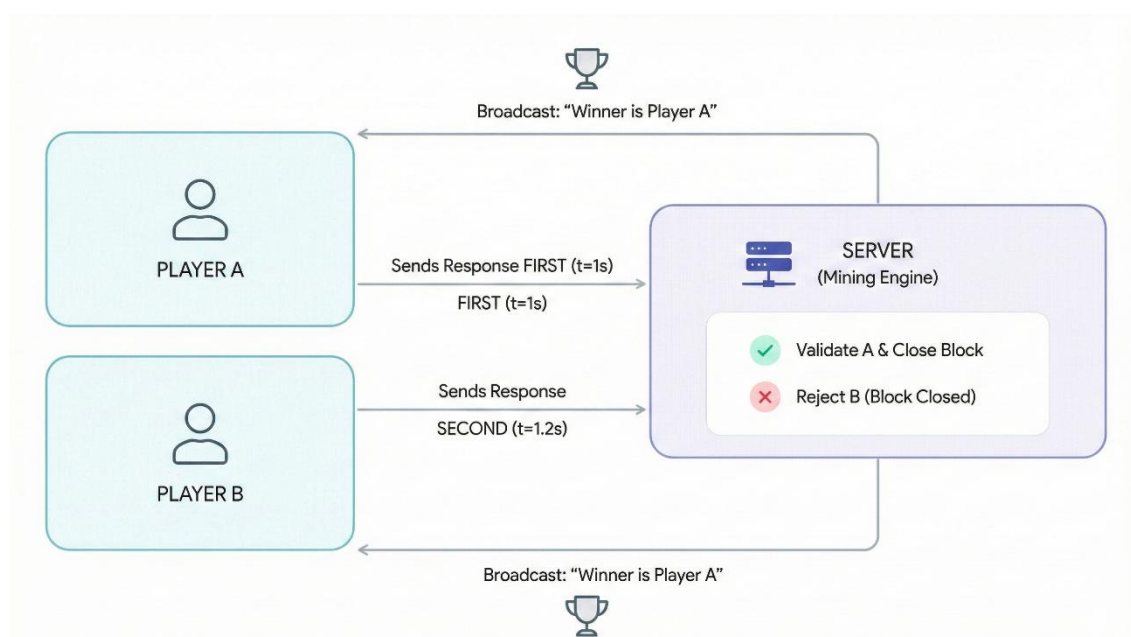 Broadcast: “Winner is Player A”
PLAYER A
Sends Response FIRST (t=1s)
FIRST (t=1s)
SERVER
(Mining Engine)
Validate A & Close Block
Reject B (Block Closed)
Sends Response
SECOND (t=1.2s)
PLAYER B
Broadcast: “Winner is Player A”